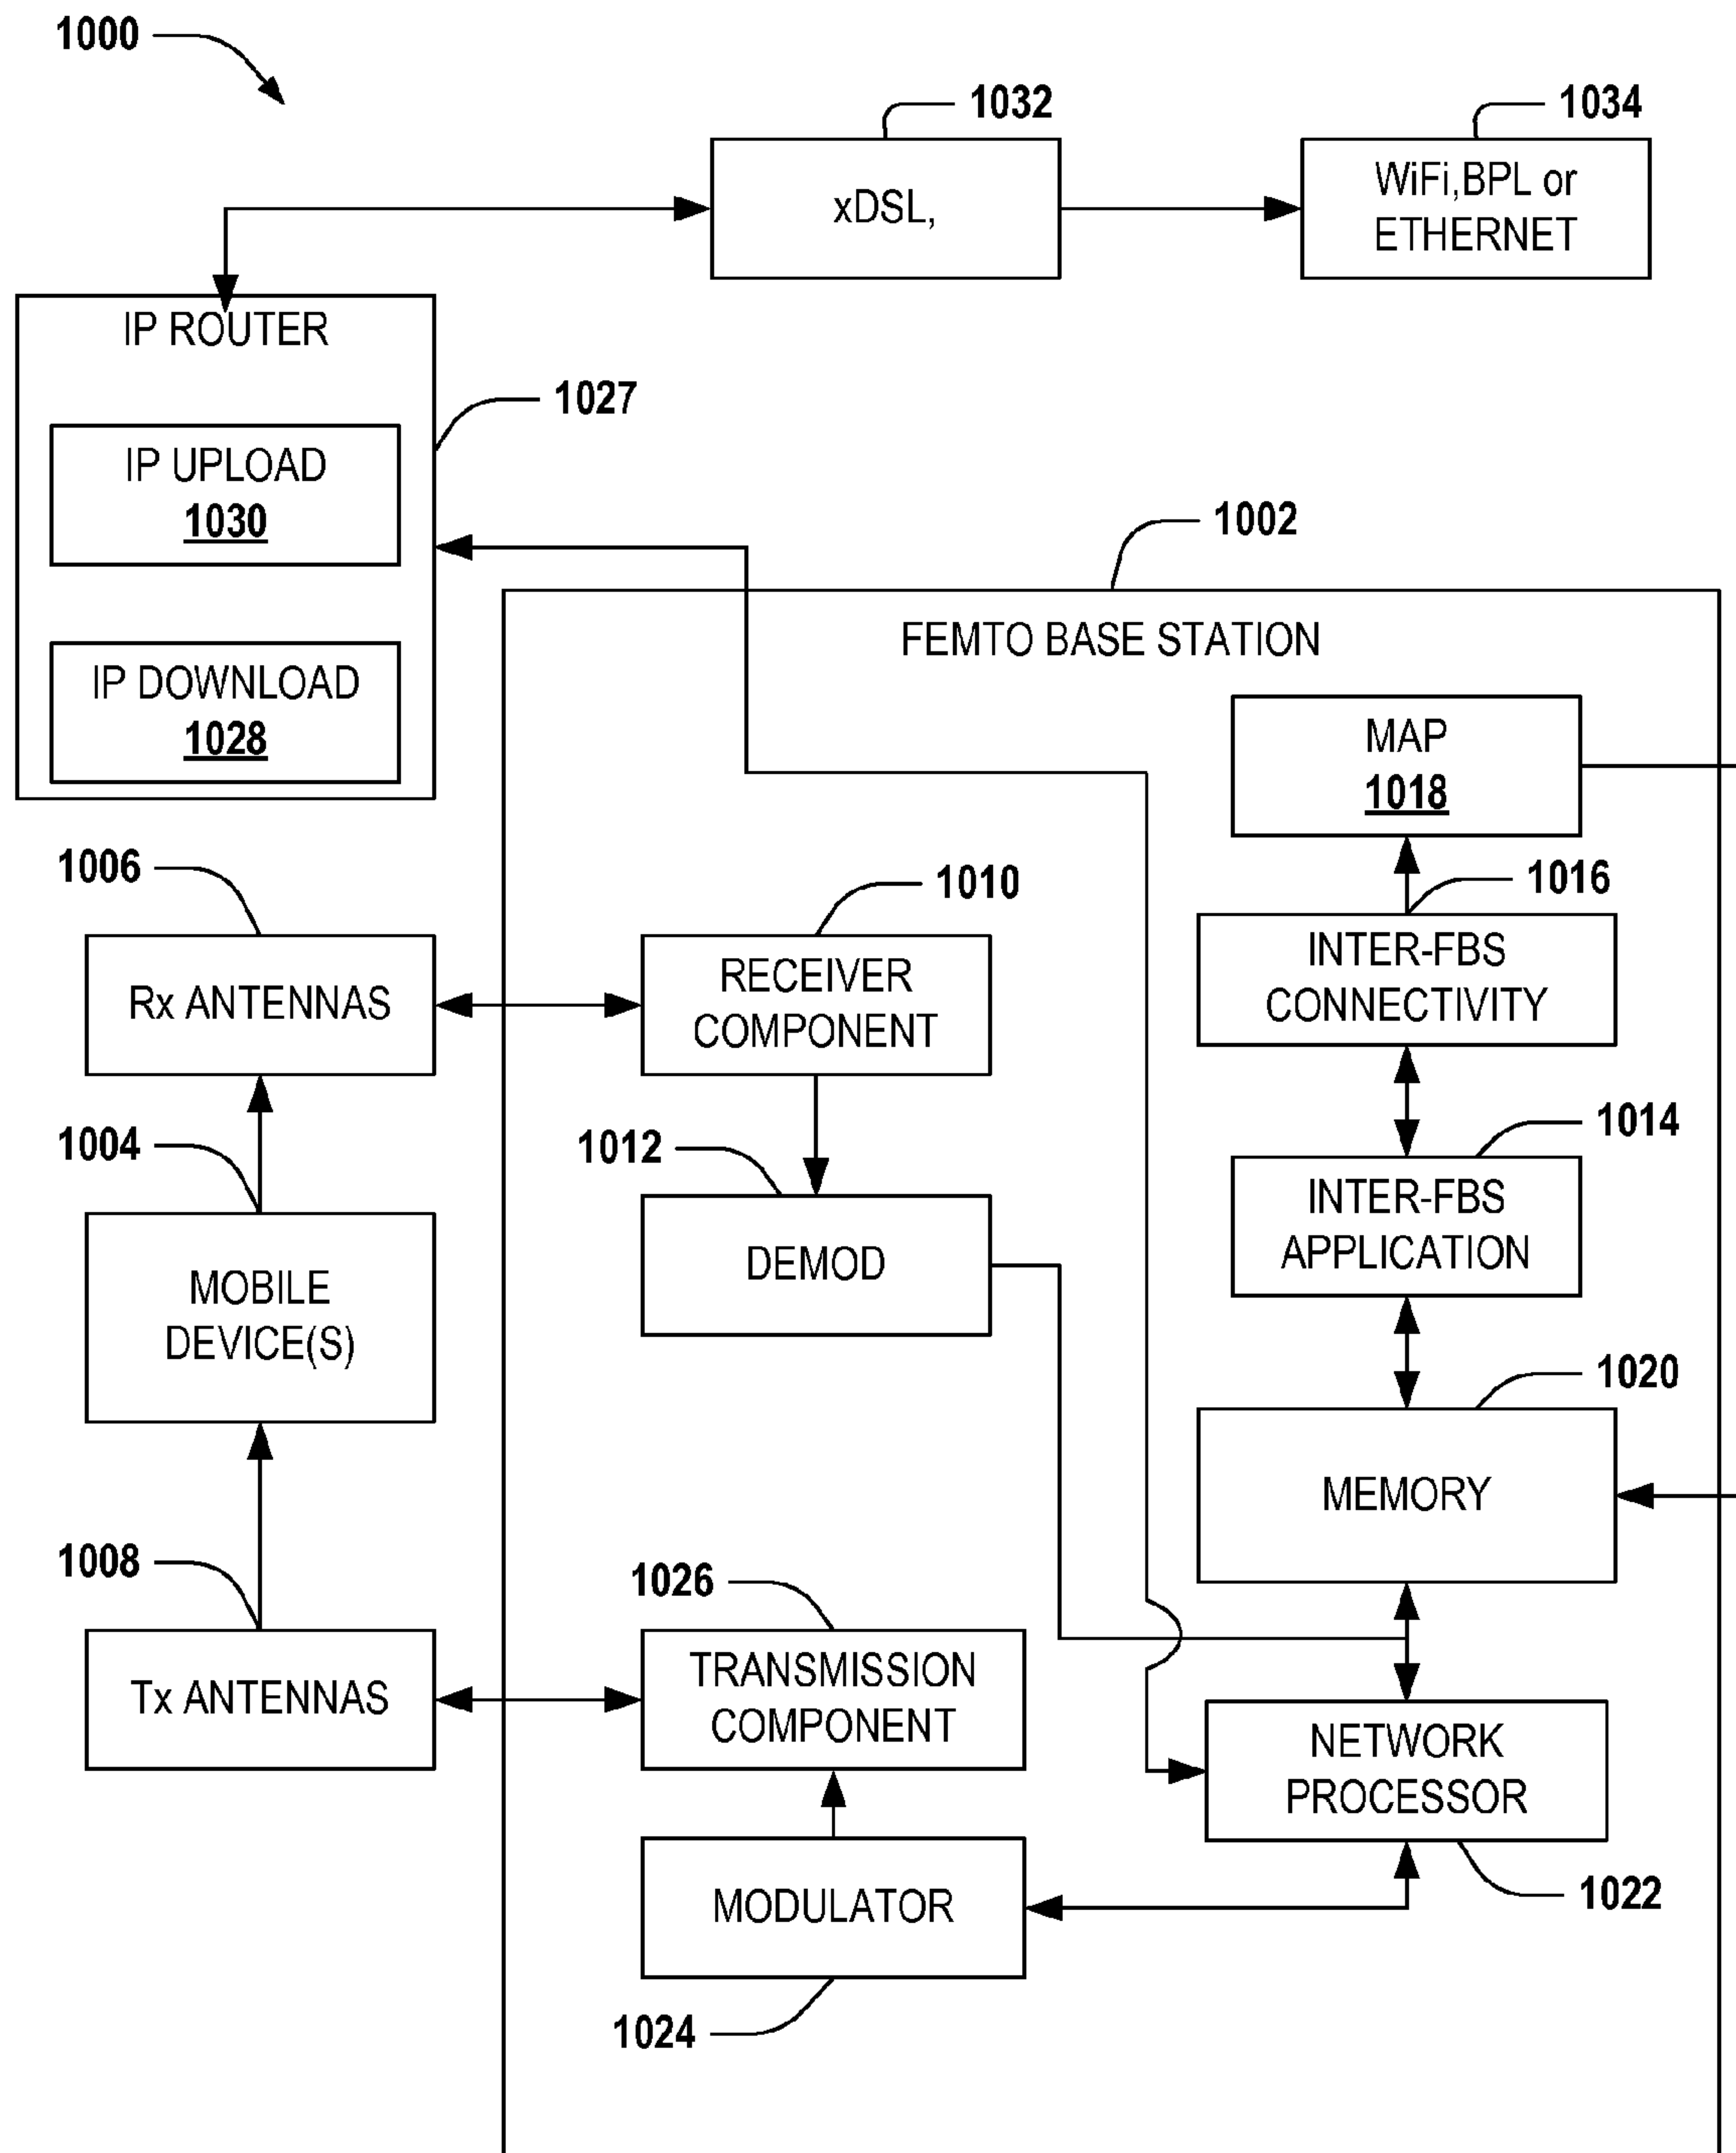 1000
1032
1034
xDSL,
WiFi,BPL or
ETHERNET
IP ROUTER
1027
IP UPLOAD
1030
1002
FEMTO BASE STATION
IP DOWNLOAD
1028
MAP
1018
1006
1010
1016
Rx ANTENNAS
RECEIVER
COMPONENT
INTER-FBS
CONNECTIVITY
1004
1012
1014
MOBILE
DEVICE(S)
DEMOD
INTER-FBS
APPLICATION
1020
MEMORY
1008
1026
Tx ANTENNAS
TRANSMISSION
COMPONENT
NETWORK
PROCESSOR
MODULATOR
1022
1024